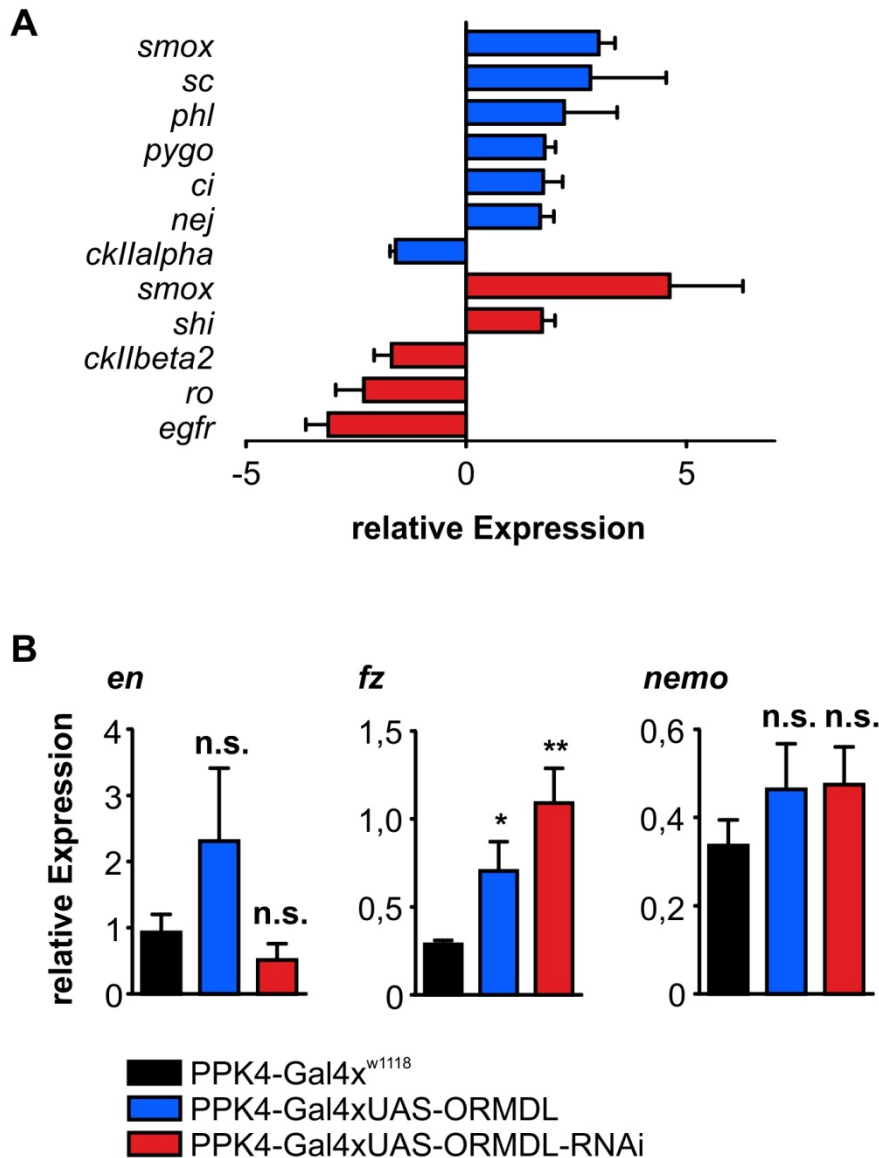 A
smox
sc
phl
pygo
ci
nej
ckIIalpha
smox
shi
ckIIbeta2
ro
egfr
-5 0 5
relative Expression
B
en fz nemo
relative Expression
4
3
2
1
0
n.s.
n.s.
1,5
1,0
0,5
0
*
**
0,6
0,4
0,2
0
n.s. n.s.
PPK4-Gal4xw1118
PPK4-Gal4xUAS-ORMDL
PPK4-Gal4xUAS-ORMDL-RNAi